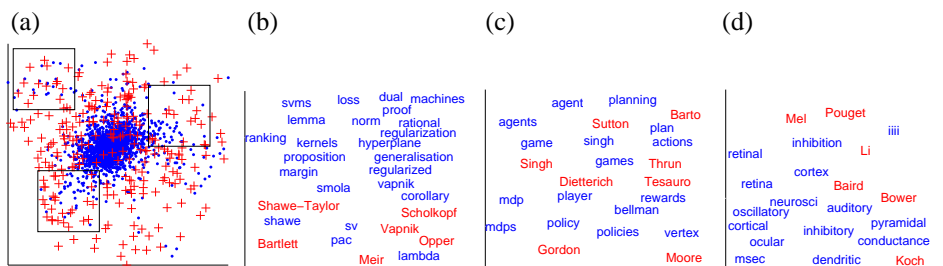 (a)
(b)
(c)
(d)
svms loss dual machines
proof
lemma norm rational
regularization
ranking kernels hyperplane
proposition generalisation
margin regularized
smola vapnik
corollary
Shawe-Taylor Scholkopf
shawe sv Vapnik
Bartlett pac Opper
Meir lambda
agent planning
agents Sutton Barto
plan
game singh actions
Singh games Thrun
Dietterich Tesauro
mdp player rewards
bellman
mdps policy policies vertex
Gordon Moore
Mel Pouget
iiii
inhibition
retinal Li
cortex
retina Baird
neurosci Bower
oscillatory auditory
cortical inhibitory pyramidal
ocular conductance
msec dendritic Koch